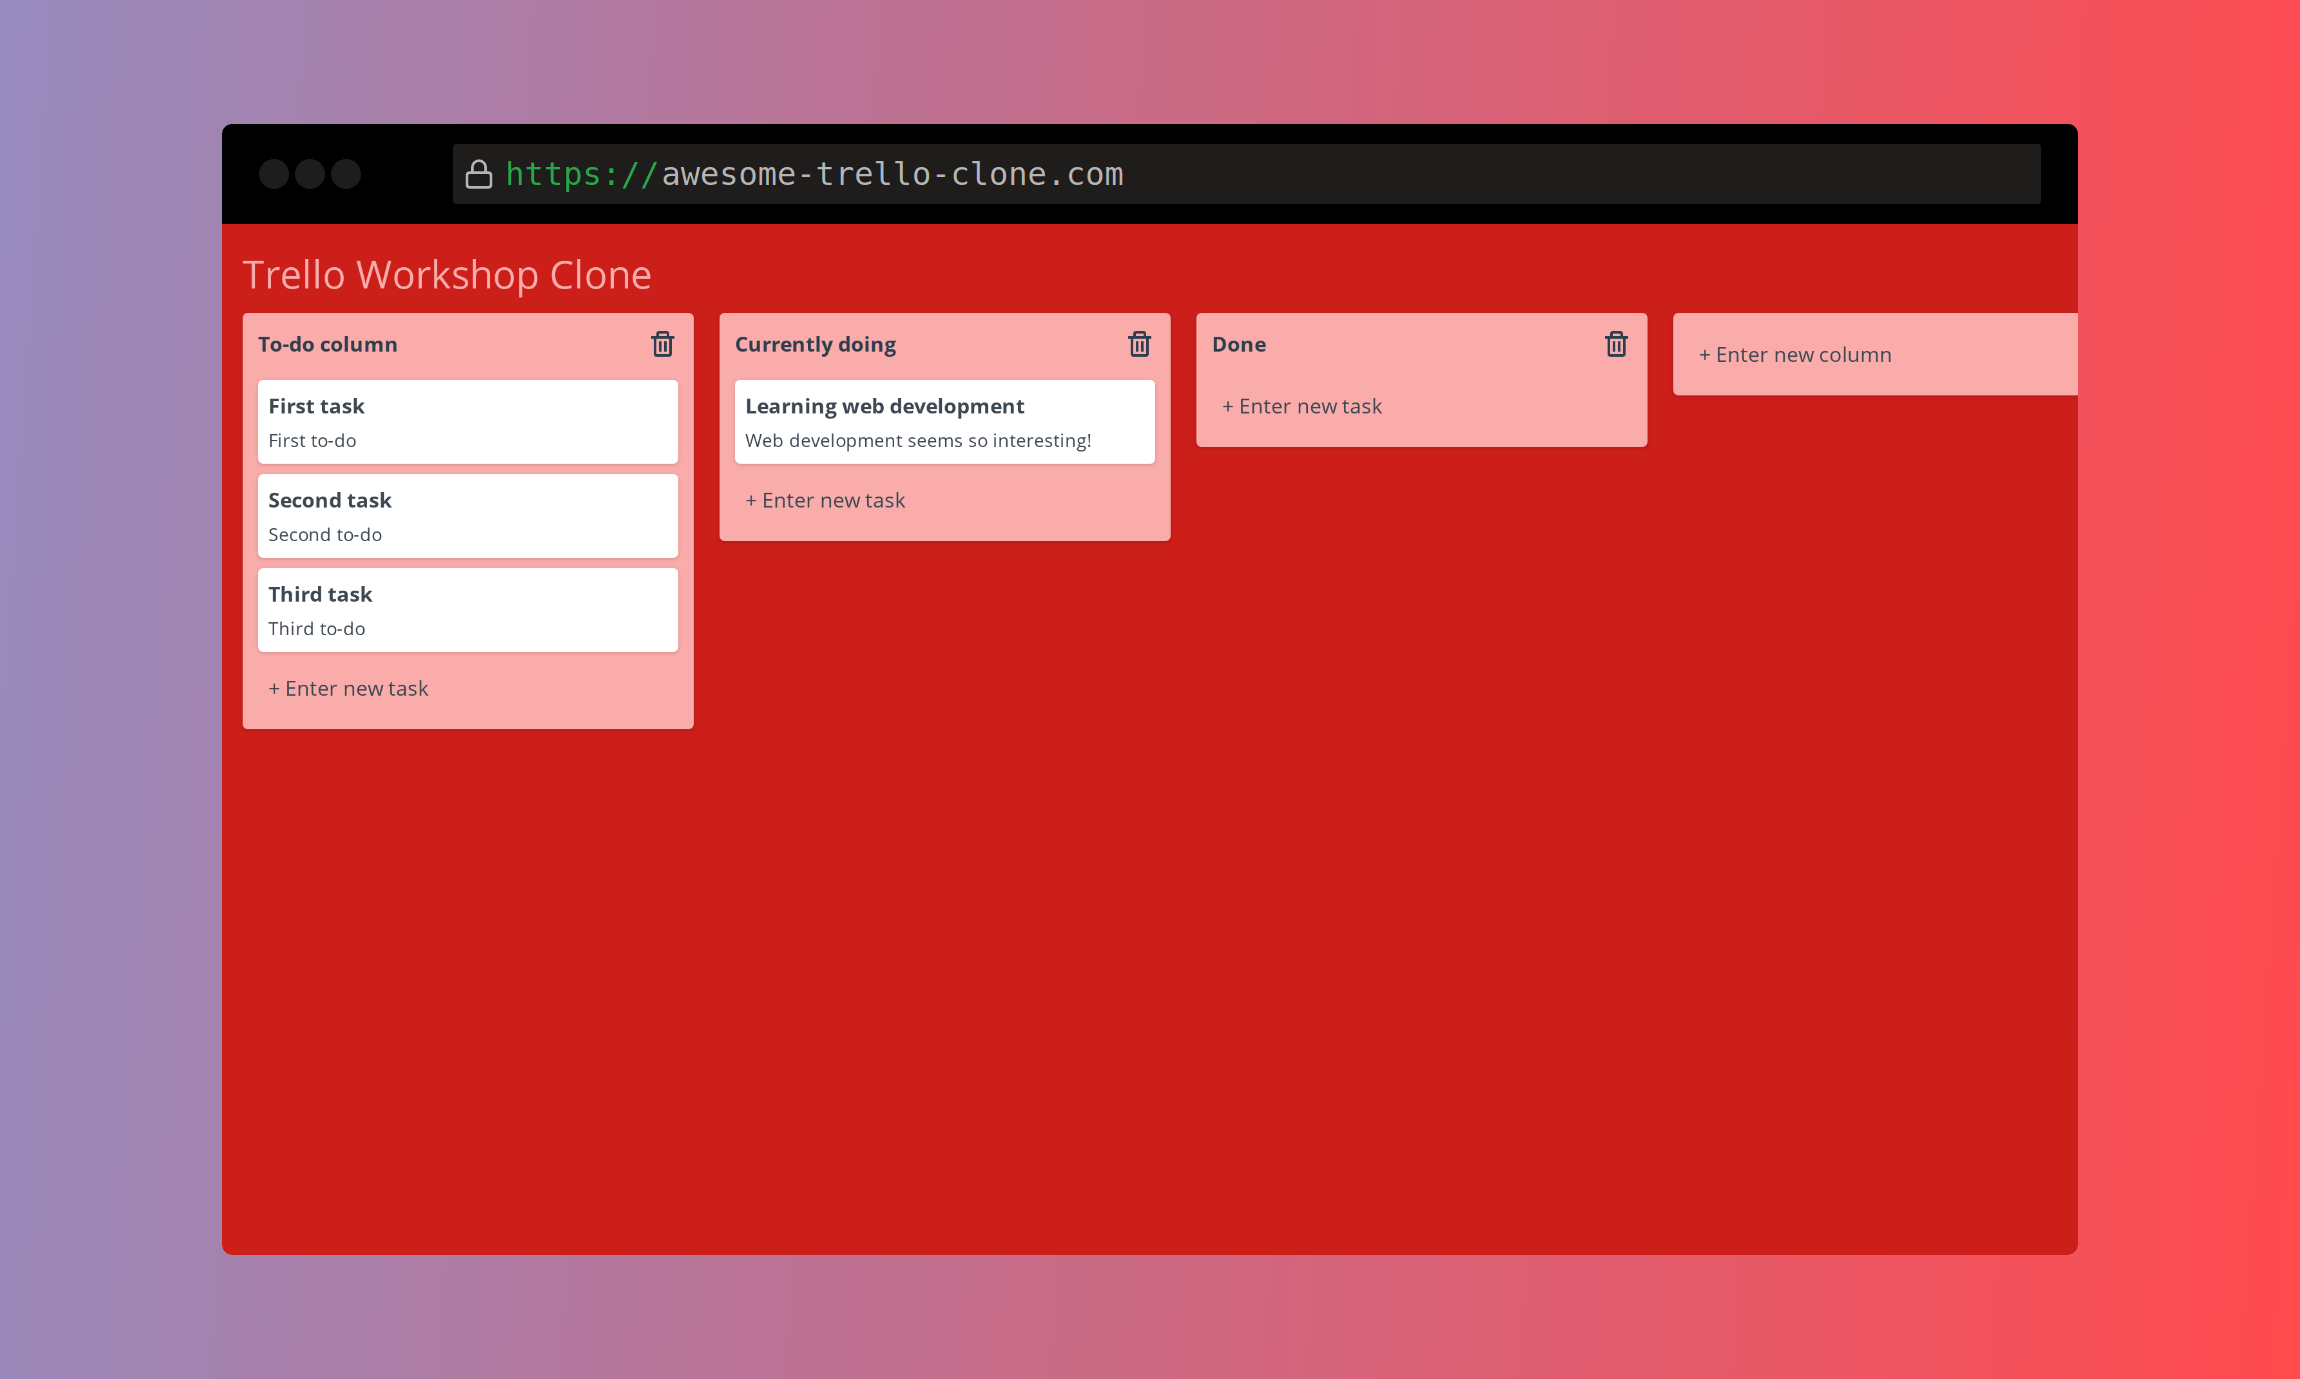 https://awesome-trello-clone.com
Trello Workshop Clone
To-do column
First task
First to-do
Second task
Second to-do
Third task
Third to-do
+ Enter new task
Currently doing
Learning web development
Web development seems so interesting!
+ Enter new task
Done
+ Enter new task
+ Enter new column